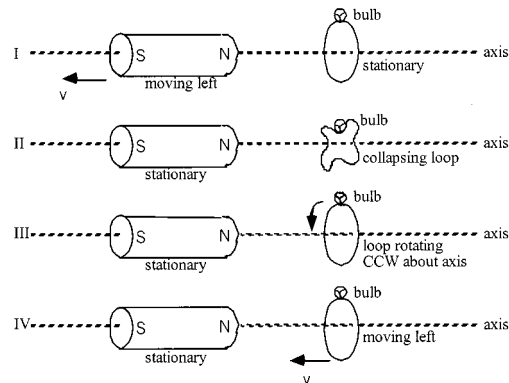 bulb
I S N axis
moving left stationary
v
bulb
II S N axis
stationary collapsing loop
bulb
III S N axis
stationary loop rotating
CCW about axis
bulb
IV S N axis
stationary moving left
v